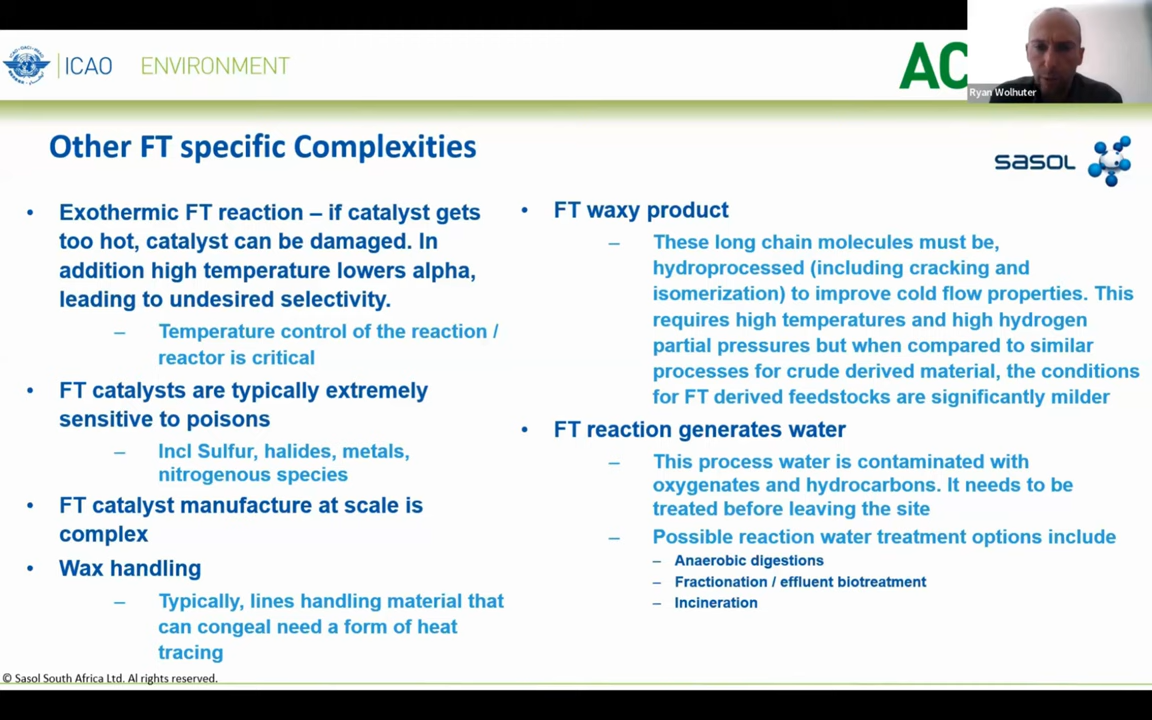 ICAO
ENVIRONMENT
AC
Ryan Wolhuter
Other FT specific Complexities
sasol
• Exothermic FT reaction – if catalyst gets
too hot, catalyst can be damaged. In
addition high temperature lowers alpha,
leading to undesired selectivity.
– Temperature control of the reaction /
reactor is critical
• FT catalysts are typically extremely
sensitive to poisons
– Incl Sulfur, halides, metals,
nitrogenous species
• FT catalyst manufacture at scale is
complex
• Wax handling
– Typically, lines handling material that
can congeal need a form of heat
tracing
• FT waxy product
– These long chain molecules must be,
hydroprocessed (including cracking and
isomerization) to improve cold flow properties. This
requires high temperatures and high hydrogen
partial pressures but when compared to similar
processes for crude derived material, the conditions
for FT derived feedstocks are significantly milder
• FT reaction generates water
– This process water is contaminated with
oxygenates and hydrocarbons. It needs to be
treated before leaving the site
– Possible reaction water treatment options include
– Anaerobic digestions
– Fractionation / effluent biotreatment
– Incineration
© Sasol South Africa Ltd. Al rights reserved.